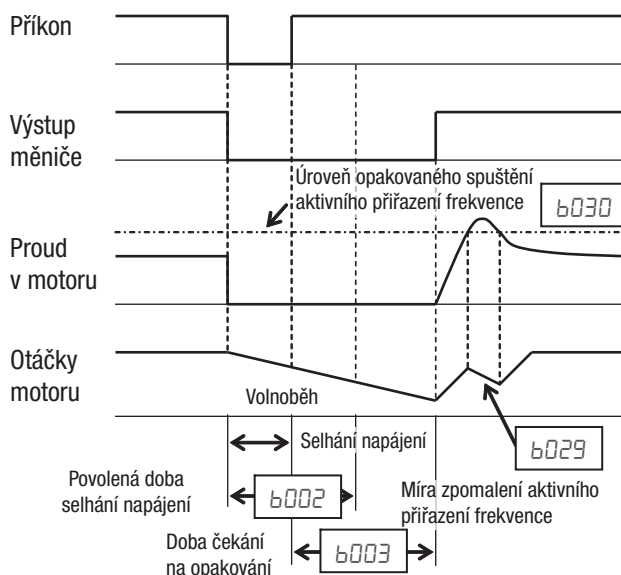 Příkon
Výstup
měniče
Úroveň opakovaného spuštění
aktivního přiřazení frekvence
b030
Proud
v motoru
Otáčky
motoru
Volnoběh
Selhání napájení
b029
Povolená doba
selhání napájení
b002
Míra zpomalení aktivního
přiřazení frekvence
Doba čekání
na opakování
b003